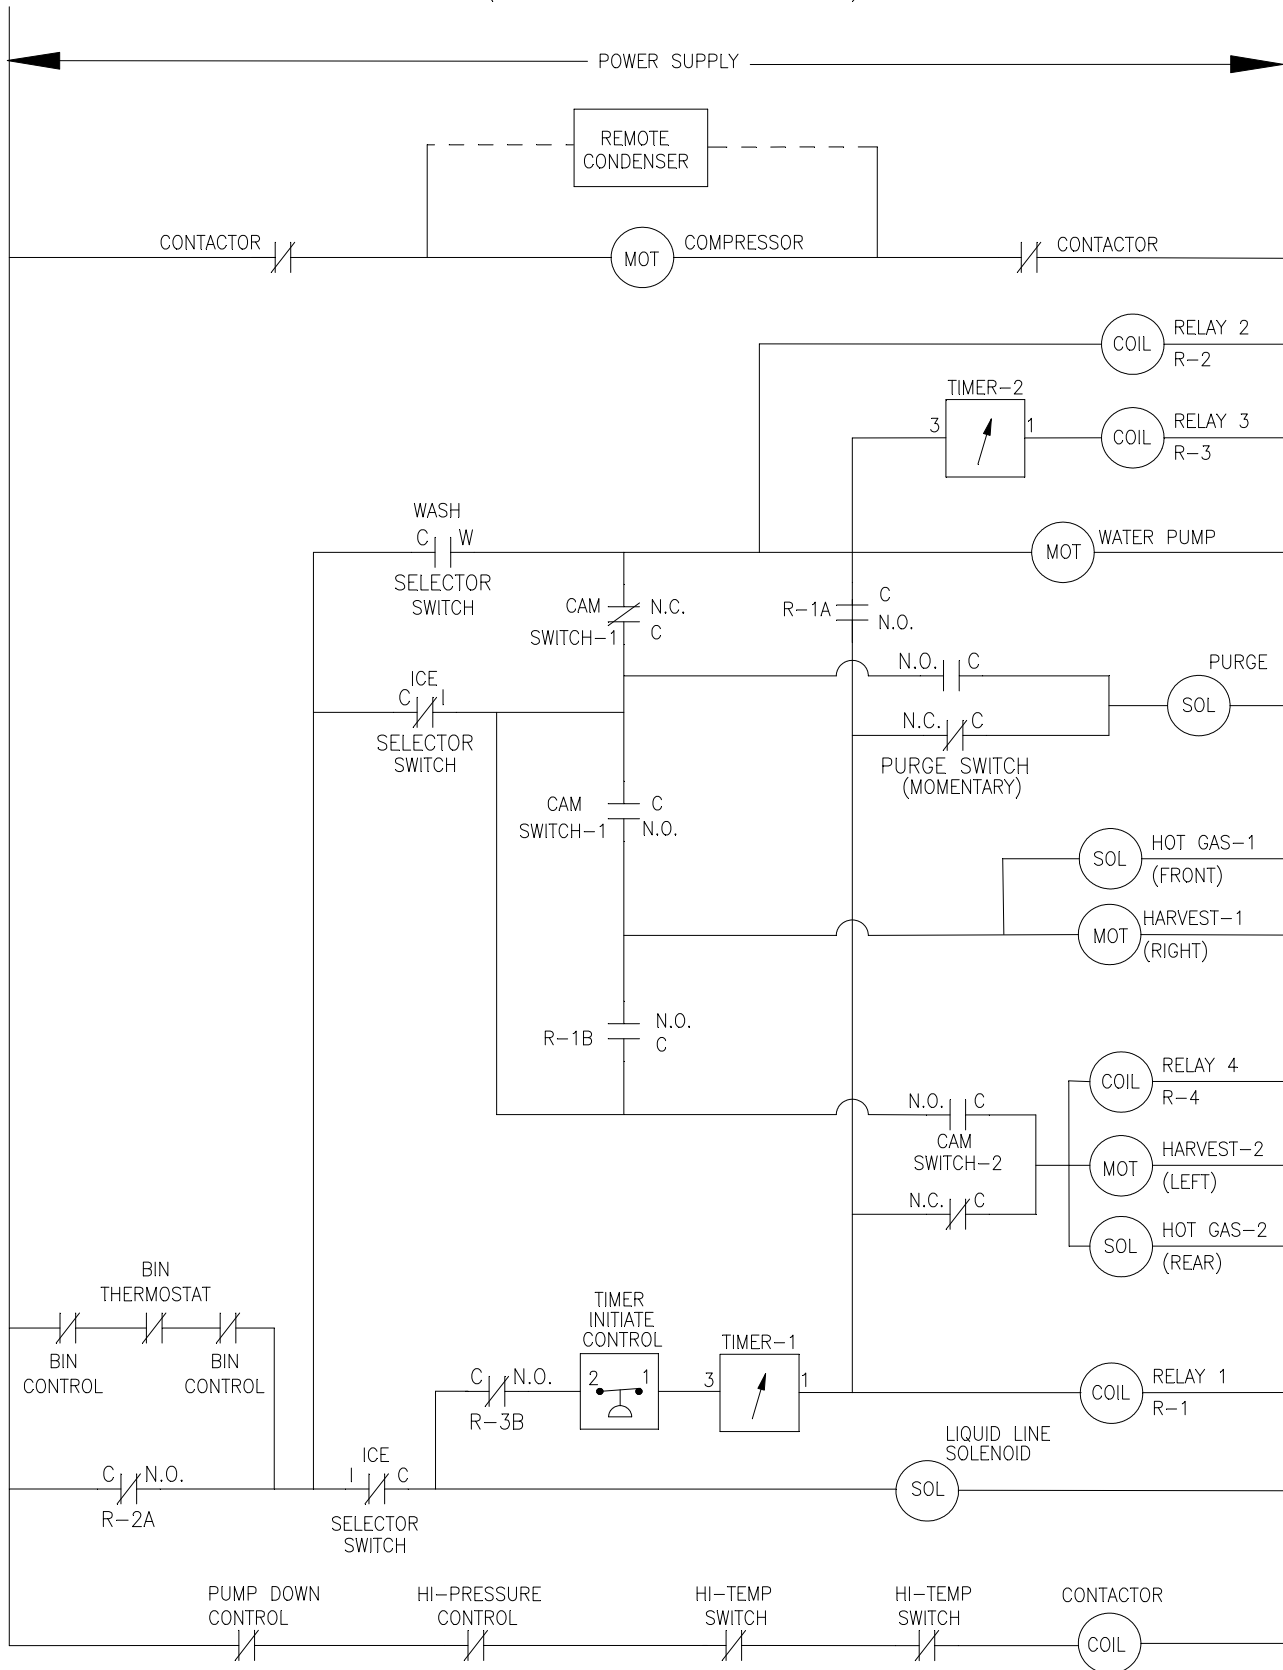 POWER SUPPLY
REMOTE
CONDENSER
CONTACTOR
MOT
COMPRESSOR
CONTACTOR
COIL
RELAY 2
R-2
TIMER-2
3
1
COIL
RELAY 3
R-3
WASH
C
W
SELECTOR
SWITCH
MOT
WATER PUMP
CAM
SWITCH-1
N.C.
C
R-1A
C
N.O.
ICE
C
I
SELECTOR
SWITCH
N.O.
C
N.C.
C
PURGE SWITCH
(MOMENTARY)
PURGE
SOL
CAM
SWITCH-1
C
N.O.
SOL
HOT GAS-1
(FRONT)
MOT
HARVEST-1
(RIGHT)
R-1B
N.O.
C
N.O.
C
CAM
SWITCH-2
N.C.
C
COIL
RELAY 4
R-4
MOT
HARVEST-2
(LEFT)
SOL
HOT GAS-2
(REAR)
BIN
THERMOSTAT
BIN
CONTROL
BIN
CONTROL
TIMER
INITIATE
CONTROL
2
1
TIMER-1
3
1
C
N.O.
R-3B
COIL
RELAY 1
R-1
C
N.O.
R-2A
ICE
I
C
SELECTOR
SWITCH
LIQUID LINE
SOLENOID
SOL
PUMP DOWN
CONTROL
HI-PRESSURE
CONTROL
HI-TEMP
SWITCH
HI-TEMP
SWITCH
CONTACTOR
COIL